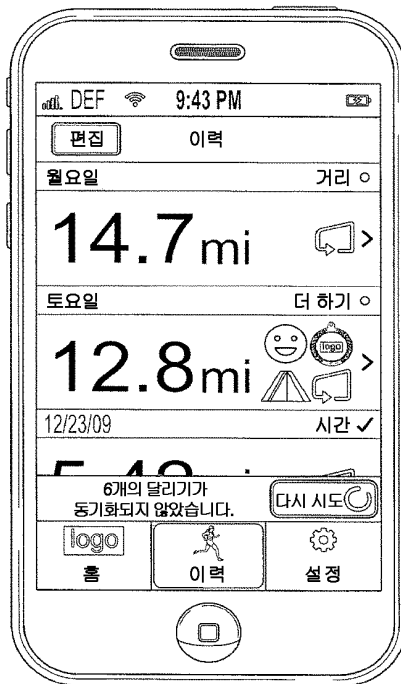 DEF 9:43 PM
편집 이력
월요일 거리
14.7mi
토요일 더 하기
logo
12.8mi
12/23/09 시간
6개의 달리기가
동기화되지 않았습니다.
다시 시도
logo
홈 이력 설정